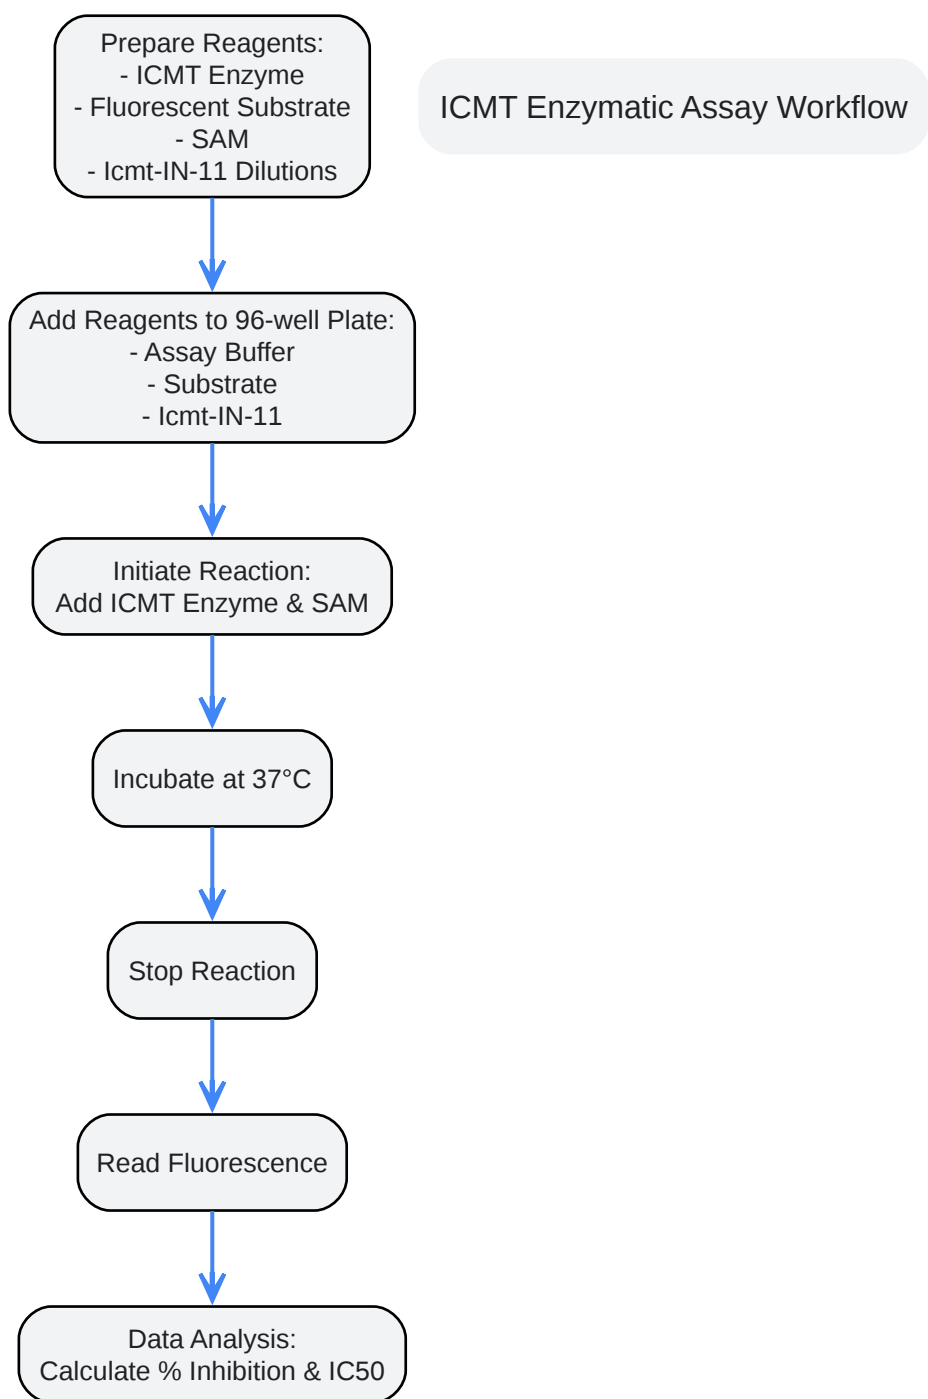 Prepare Reagents:
- ICMT Enzyme
- Fluorescent Substrate
- SAM
- Icmt-IN-11 Dilutions
ICMT Enzymatic Assay Workflow
Add Reagents to 96-well Plate:
- Assay Buffer
- Substrate
- Icmt-IN-11
Initiate Reaction:
Add ICMT Enzyme & SAM
Incubate at 37°C
Stop Reaction
Read Fluorescence
Data Analysis:
Calculate % Inhibition & IC50